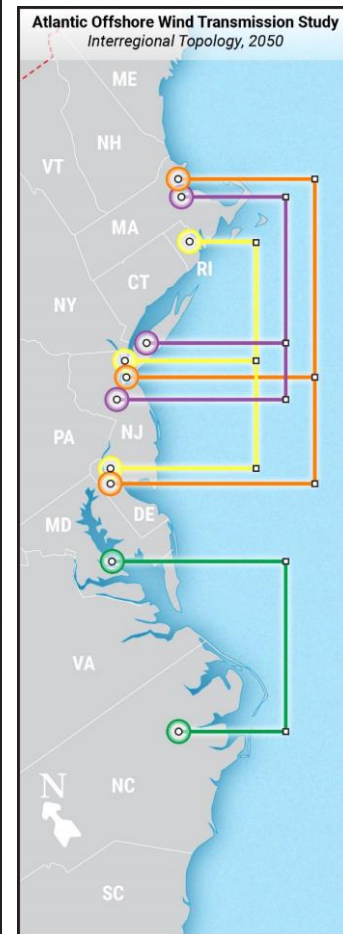 Atlantic Offshore Wind Transmission Study
Interregional Topology, 2050
ME
NH
VT
MA
RI
CT
NY
NJ
PA
DE
MD
VA
N
NC
SC